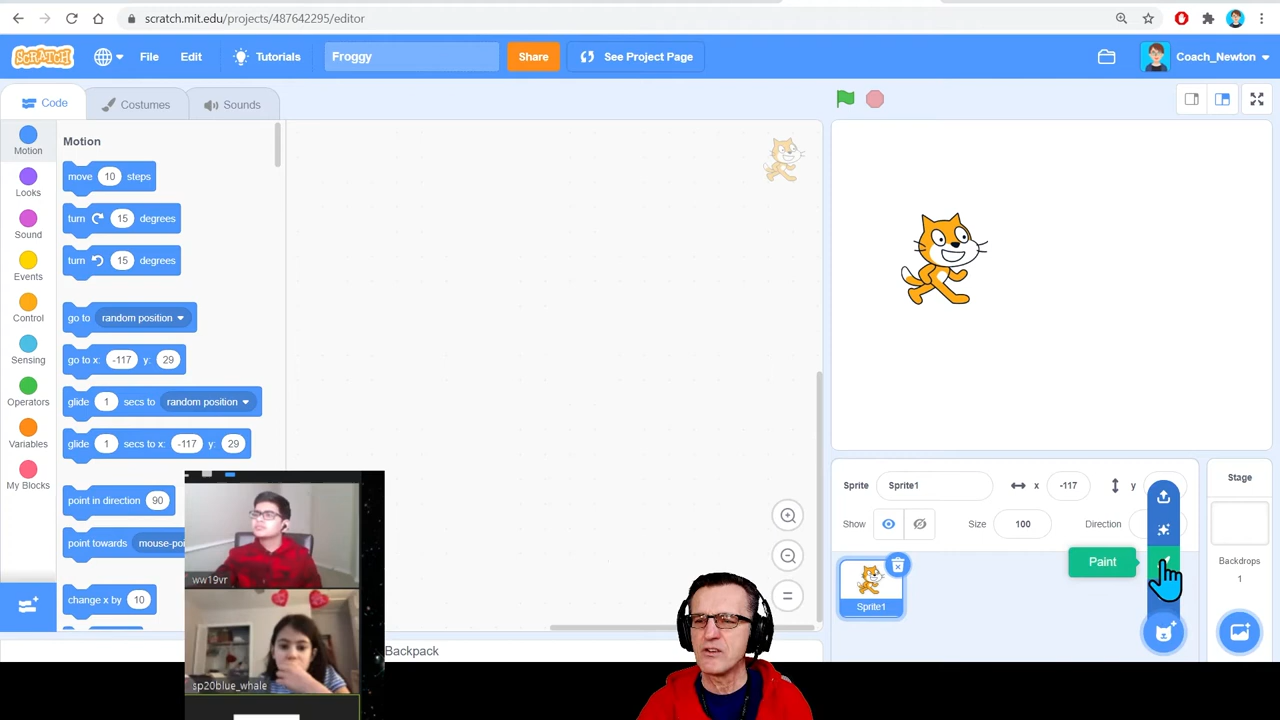 scratch.mit.edu/projects/487642295/editor
SCRATCH
File
Edit
Tutorials
Froggy
Share
See Project Page
Coach_Newton
Code
Costumes
Sounds
Motion
Looks
Sound
Events
Control
Sensing
Operators
Variables
My Blocks
Motion
move 10 steps
turn 15 degrees
turn 15 degrees
go to random position
go to x: -117 y: 29
glide 1 secs to random position
glide 1 secs to x: -117 y: 29
point in direction 90
point towards mouse-poi
change x by 10
ww19vr
sp20blue_whale
Backpack
Sprite Sprite1 x -117 y
Show Size 100 Direction
Sprite1
Paint
Stage
Backdrops
1